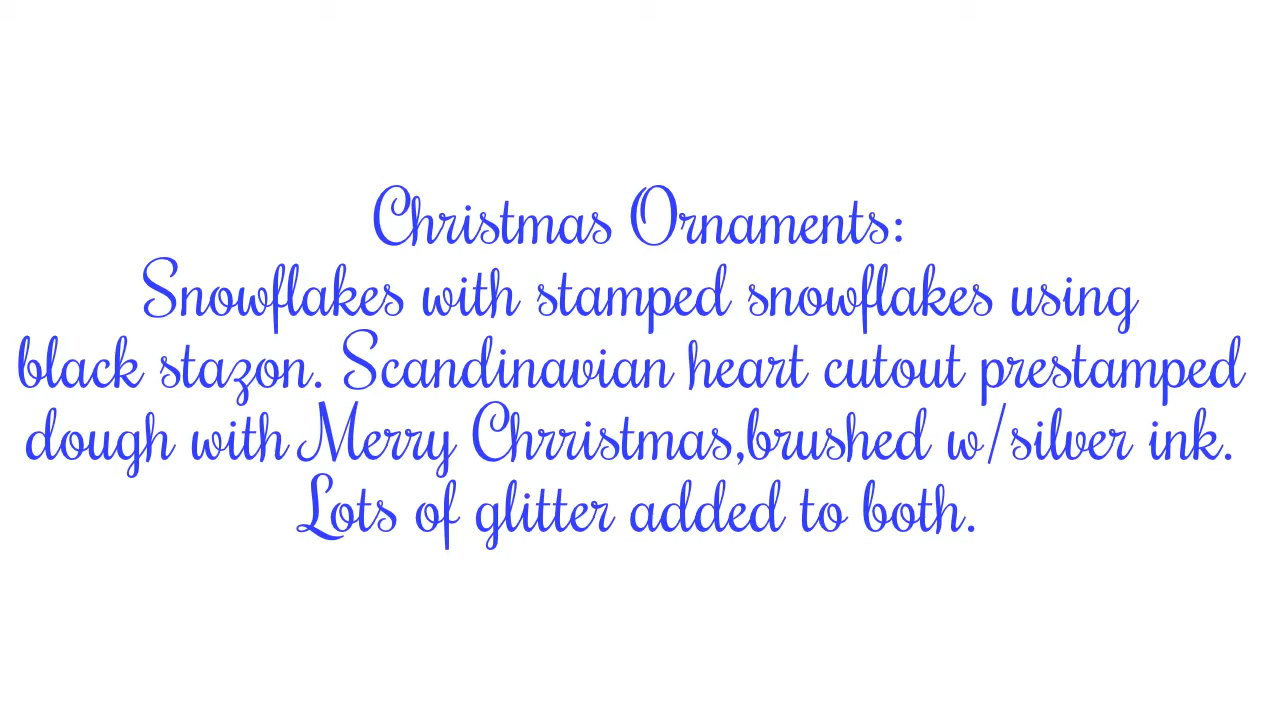 Christmas Ornaments:
Snowflakes with stamped snowflakes using
black stazon. Scandinavian heart cutout prestamped
dough with Merry Chrristmas,brushed w/silver ink.
Lots of glitter added to both.